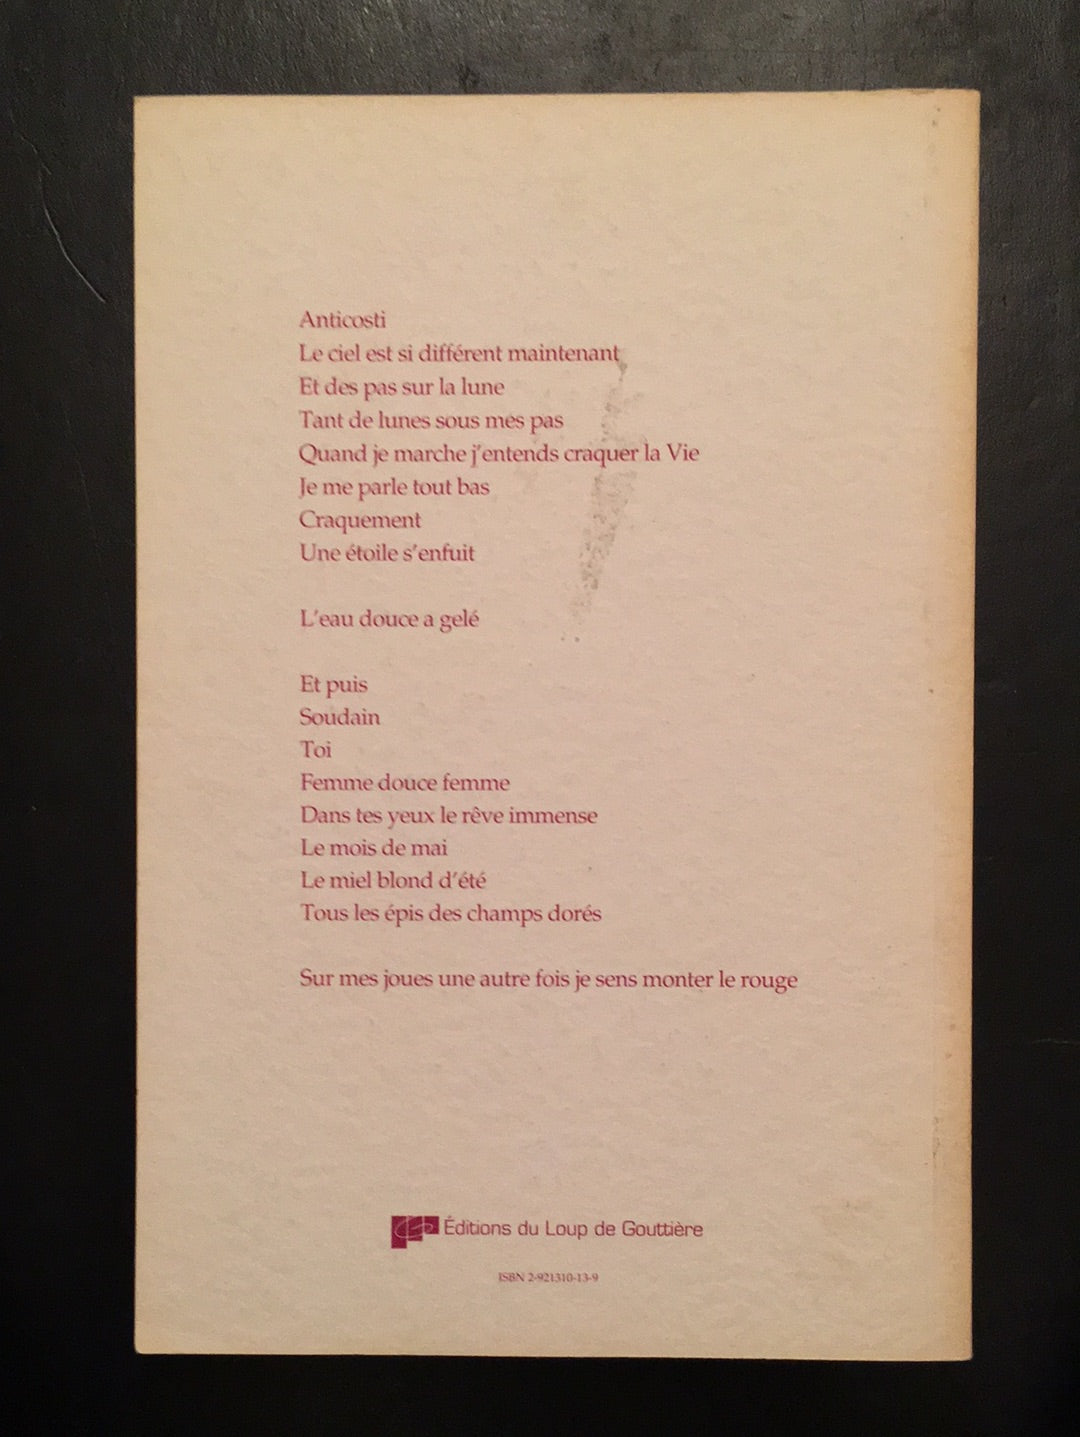 Anticosti
Le ciel est si différent maintenant
Et des pas sur la lune
Tant de lunes sous mes pas
Quand je marche j'entends craquer la Vie
Je me parle tout bas
Craquement
Une étoile s'enfuit
L'eau douce a gelé
Et puis
Soudain
Toi
Femme douce femme
Dans tes yeux le rêve immense
Le mois de mai
Le miel blond d'été
Tous les épis des champs dorés
Sur mes joues une autre fois je sens monter le rouge
Éditions du Loup de Gouttière
ISBN 2-921310-13-9